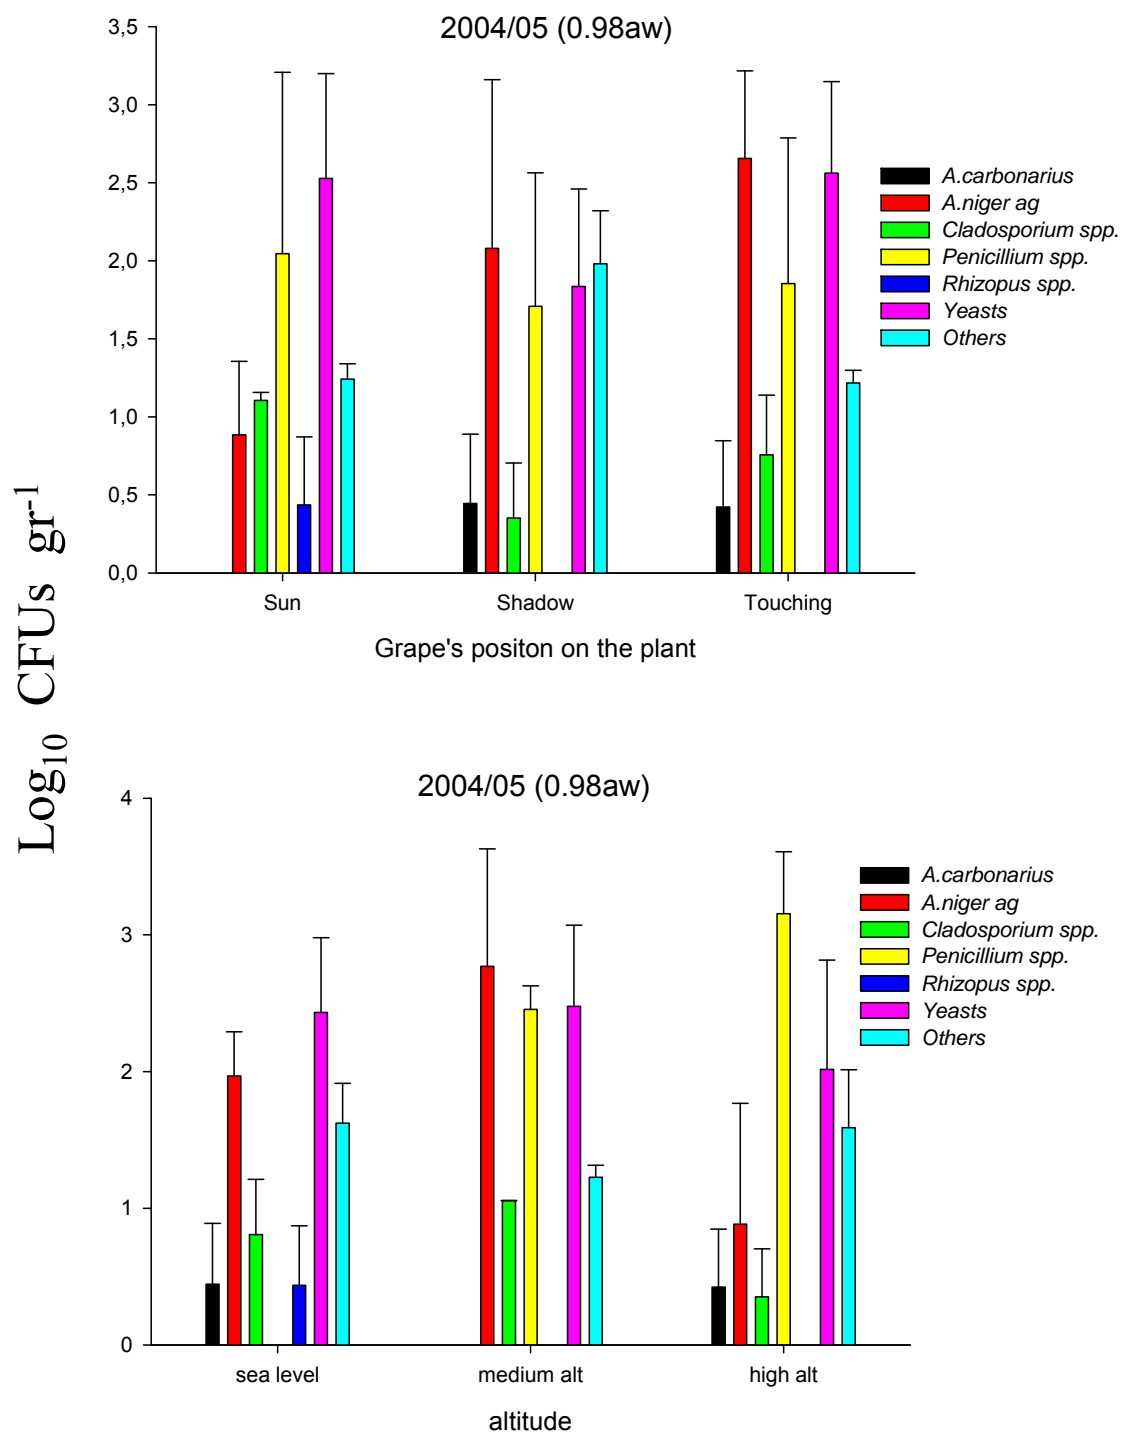 2004/05 (0.98aw)
3,5
3,0
2,5
2,0
1,5
1,0
0,5
0,0
Sun Shadow Touching
Grape's positon on the plant
A.carbonarius
A.niger ag
Cladosporium spp.
Penicillium spp.
Rhizopus spp.
Yeasts
Others
Log10 CFUs gr-1
2004/05 (0.98aw)
4
3
2
1
0
sea level medium alt high alt
altitude
A.carbonarius
A.niger ag
Cladosporium spp.
Penicillium spp.
Rhizopus spp.
Yeasts
Others